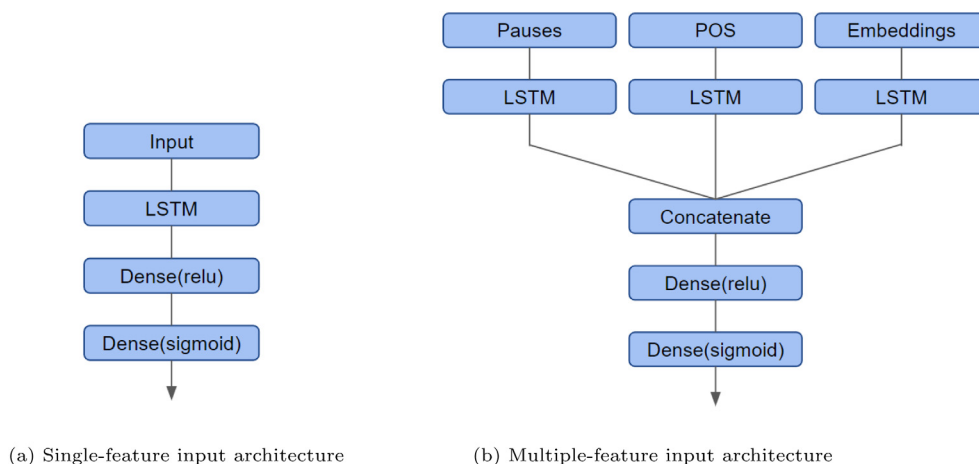 Pauses POS Embeddings
LSTM LSTM LSTM
Input
LSTM
Dense(relu)
Dense(sigmoid)
Concatenate
Dense(relu)
Dense(sigmoid)
(a) Single-feature input architecture
(b) Multiple-feature input architecture